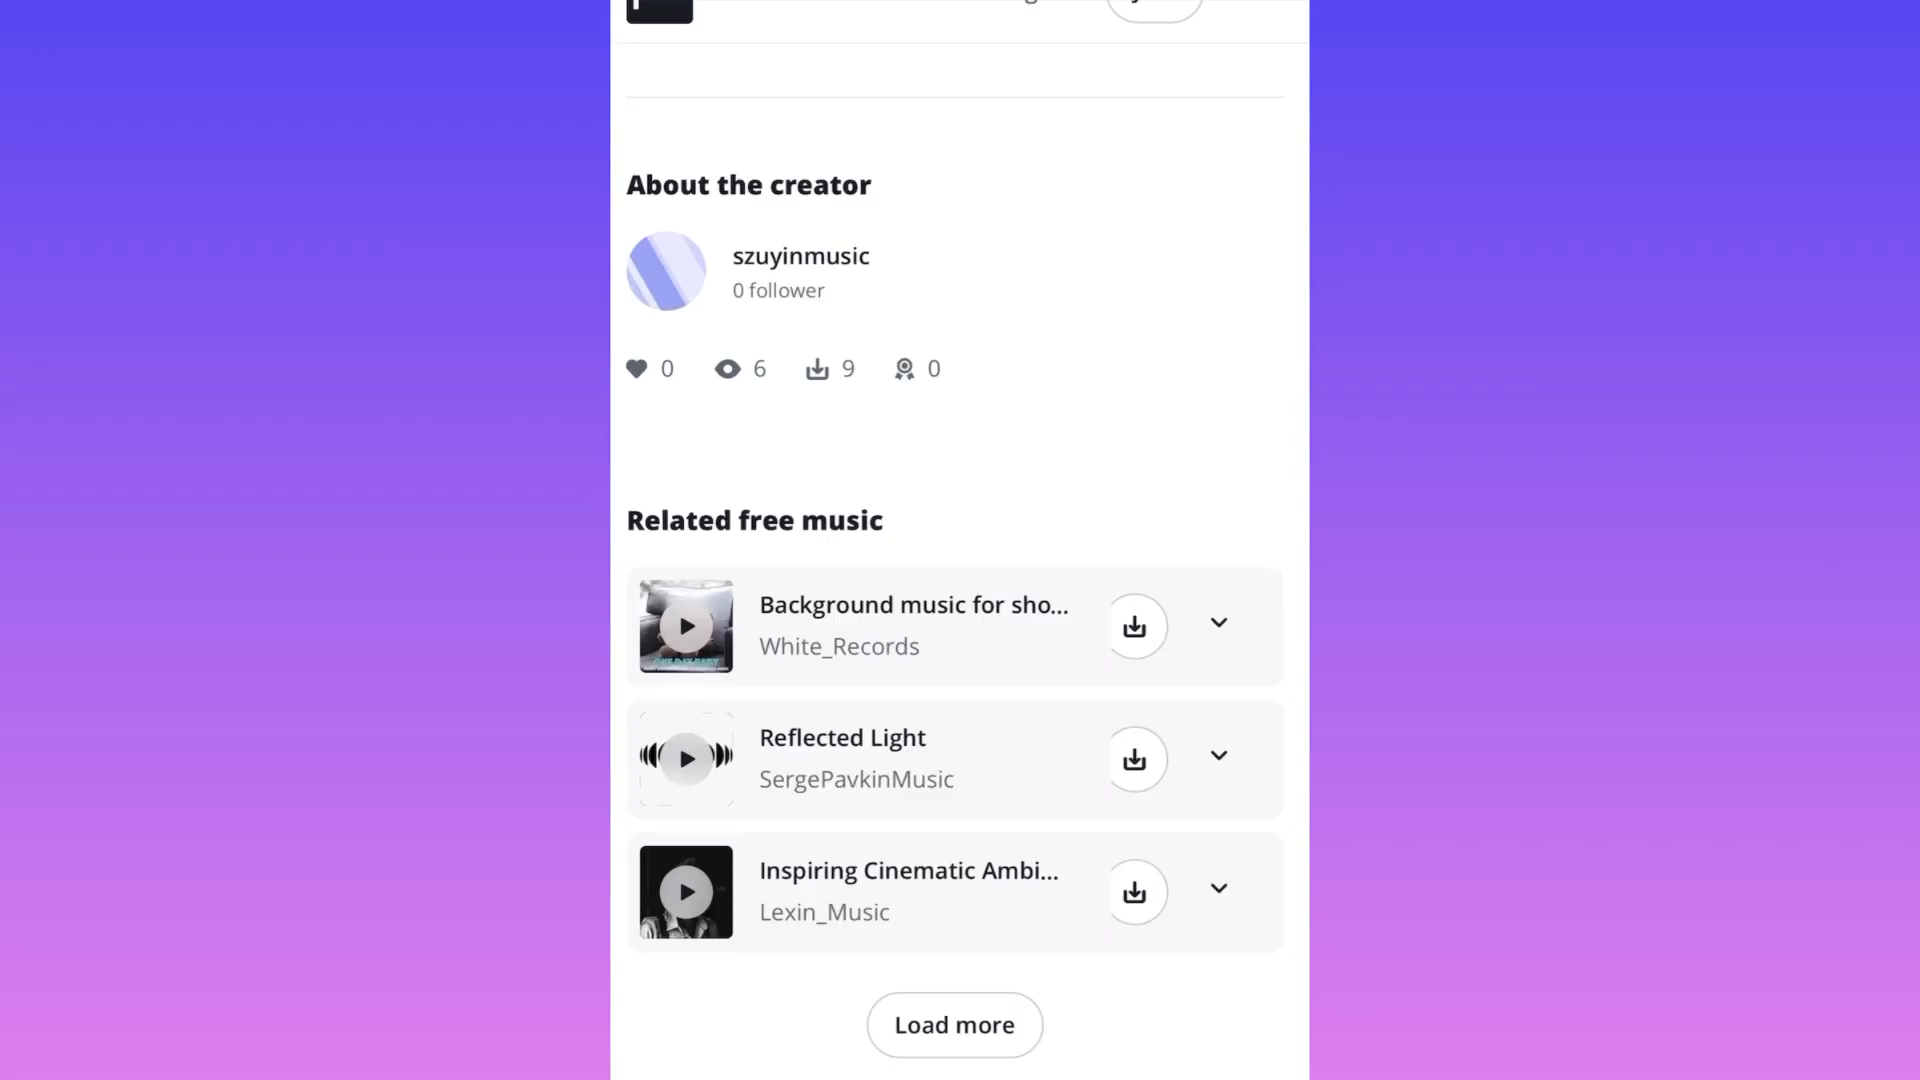 About the creator
szuyinmusic
0 follower
0 6 9 0
Related free music
Background music for sho...
White_Records
Reflected Light
SergePavkinMusic
Inspiring Cinematic Ambi...
Lexin_Music
Load more